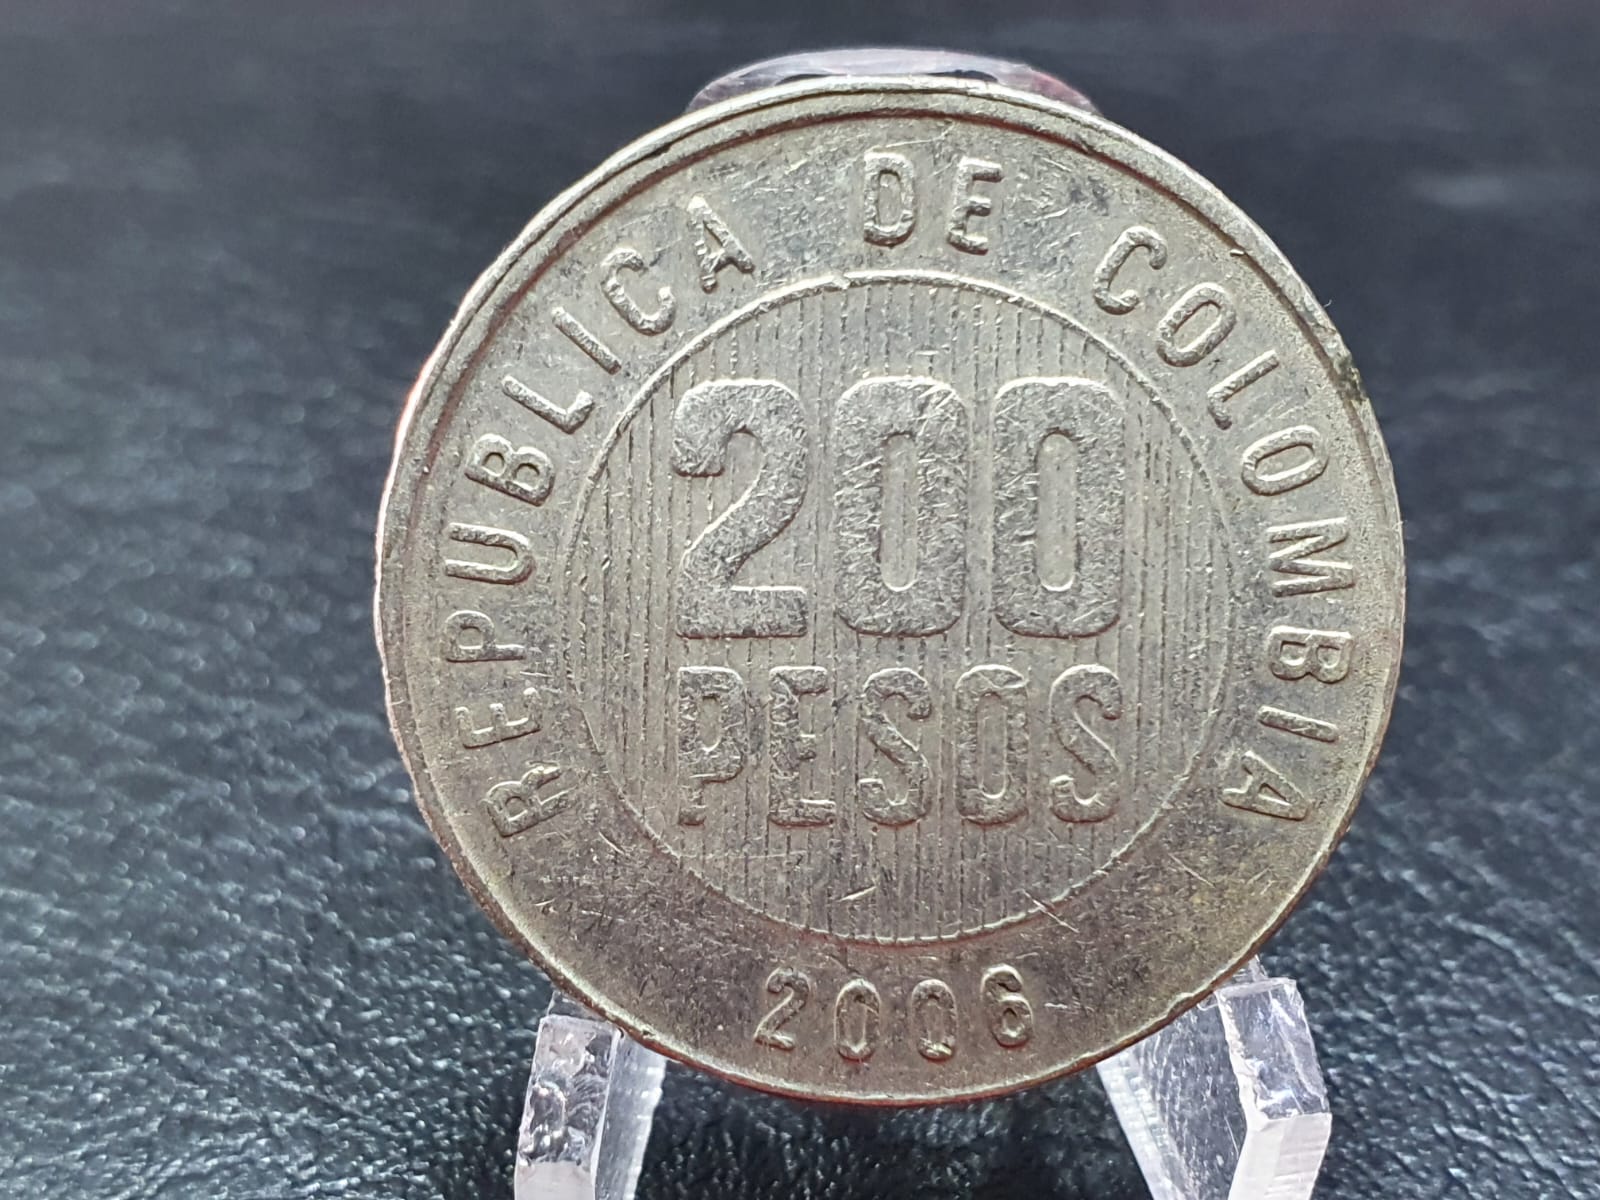 REPUBLICA DE COLOMBIA
200
PESOS
2006